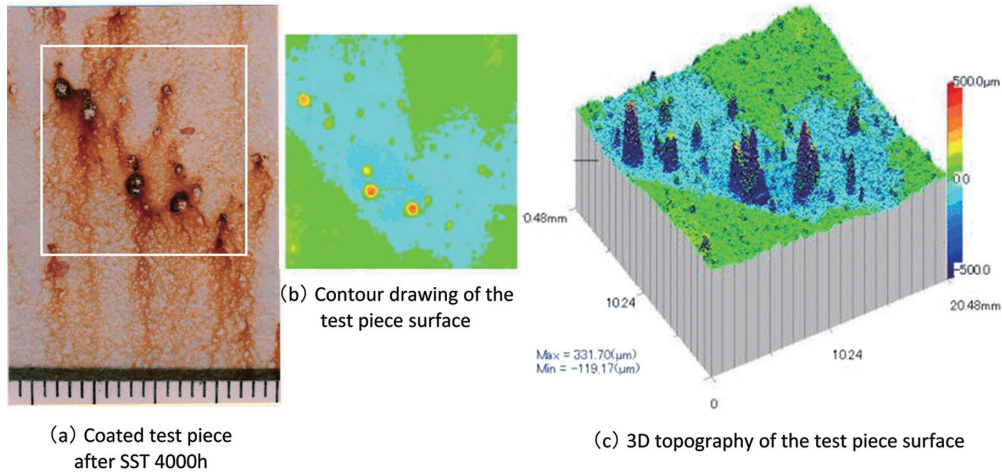 (a) Coated test piece
after SST 4000h
(b) Contour drawing of the
test piece surface
500.0μm
0.0
-500.0
0.48mm
10.24
20.48mm
10.24
0
Max = 331.70(μm)
Min = -119.17(μm)
(c) 3D topography of the test piece surface